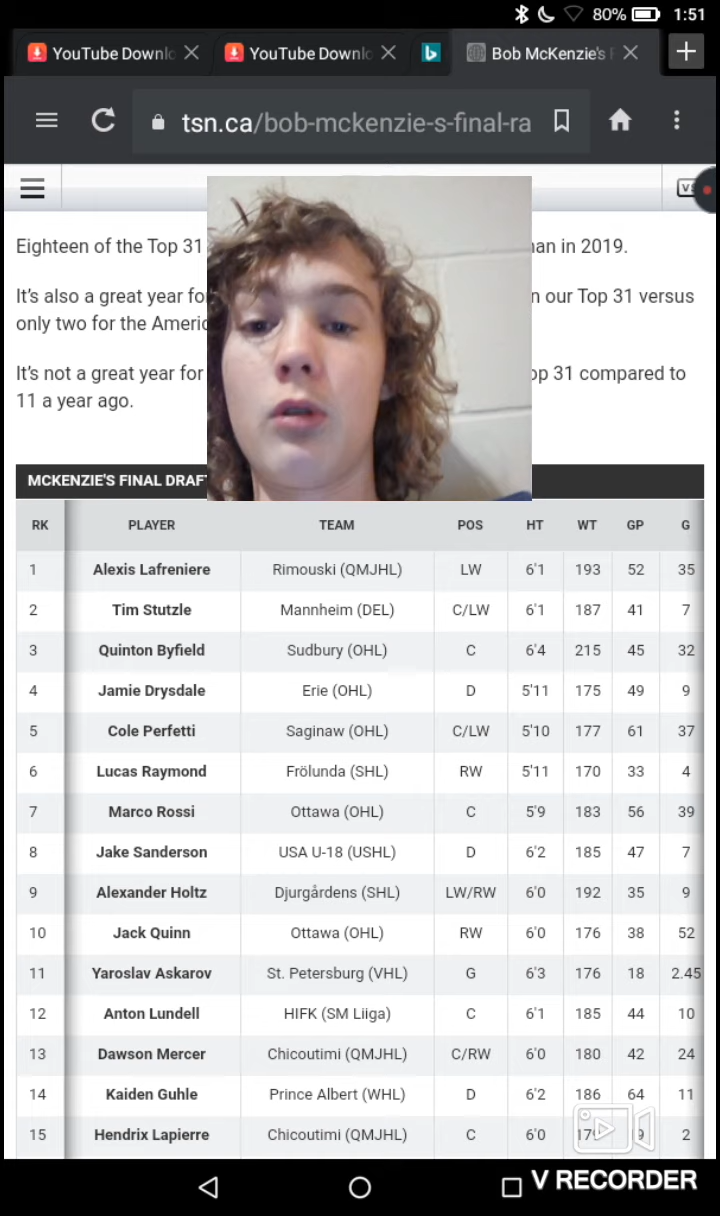 80% 1:51
YouTube Downlo YouTube Downlo Bob McKenzie's F
tsn.ca/bob-mckenzie-s-final-ra
Eighteen of the Top 31 an in 2019.
It's also a great year for n our Top 31 versus
only two for the Americ
It's not a great year for op 31 compared to
11 a year ago.
MCKENZIE'S FINAL DRAFT
RK PLAYER TEAM POS HT WT GP G
1 Alexis Lafreniere Rimouski (QMJHL) LW 6'1 193 52 35
2 Tim Stutzle Mannheim (DEL) C/LW 6'1 187 41 7
3 Quinton Byfield Sudbury (OHL) C 6'4 215 45 32
4 Jamie Drysdale Erie (OHL) D 5'11 175 49 9
5 Cole Perfetti Saginaw (OHL) C/LW 5'10 177 61 37
6 Lucas Raymond Frölunda (SHL) RW 5'11 170 33 4
7 Marco Rossi Ottawa (OHL) C 5'9 183 56 39
8 Jake Sanderson USA U-18 (USHL) D 6'2 185 47 7
9 Alexander Holtz Djurgårdens (SHL) LW/RW 6'0 192 35 9
10 Jack Quinn Ottawa (OHL) RW 6'0 176 38 52
11 Yaroslav Askarov St. Petersburg (VHL) G 6'3 176 18 2.45
12 Anton Lundell HIFK (SM Liiga) C 6'1 185 44 10
13 Dawson Mercer Chicoutimi (QMJHL) C/RW 6'0 180 42 24
14 Kaiden Guhle Prince Albert (WHL) D 6'2 186 64 11
15 Hendrix Lapierre Chicoutimi (QMJHL) C 6'0 2
V RECORDER